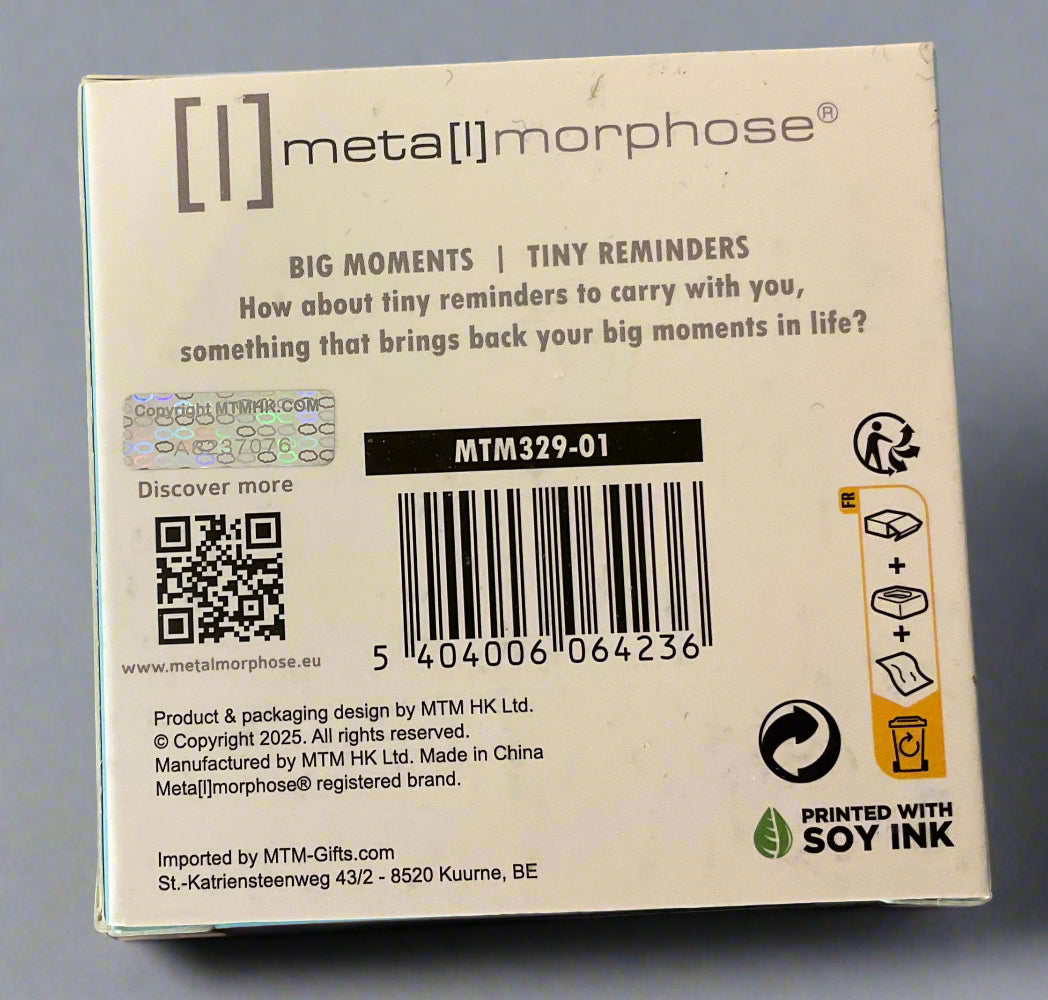 [l] meta[l]morphose®
BIG MOMENTS | TINY REMINDERS
How about tiny reminders to carry with you,
something that brings back your big moments in life?
Copyright MTMHK.COM
Discover more
www.metalmorphose.eu
MTM329-01
5 404006 064236
FR
Product & packaging design by MTM HK Ltd.
© Copyright 2025. All rights reserved.
Manufactured by MTM HK Ltd. Made in China
Meta[l]morphose® registered brand.
PRINTED WITH
SOY INK
Imported by MTM-Gifts.com
St.-Katriensteenweg 43/2 - 8520 Kuurne, BE